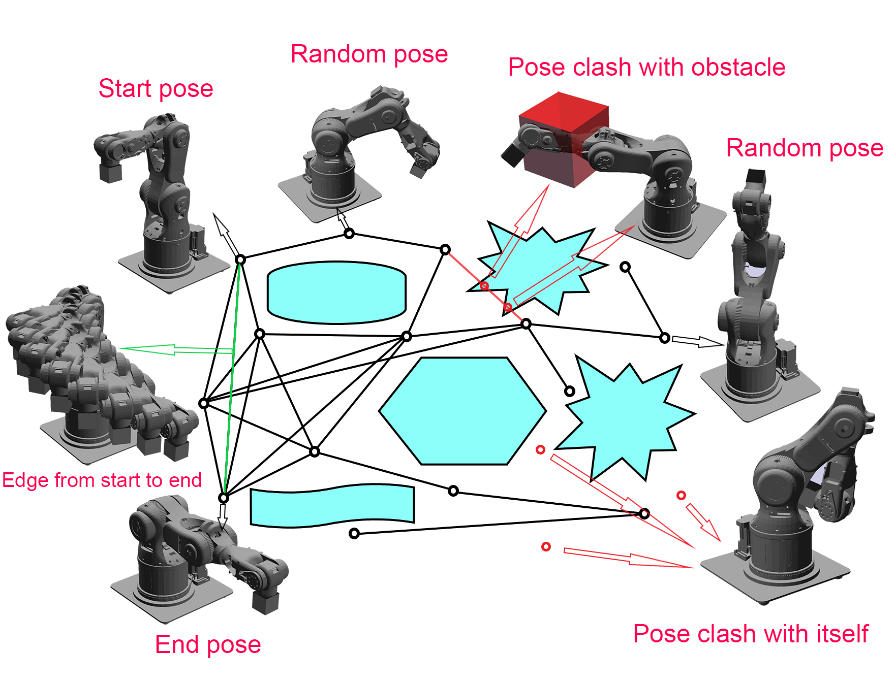 Random pose
Pose clash with obstacle
Start pose
Random pose
Edge from start to end
End pose
Pose clash with itself